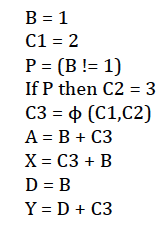 B = 1
C1 = 2
P = (B != 1)
If P then C2 = 3
C3 = ф (C1,C2)
A = B + C3
X = C3 + B
D = B
Y = D + C3